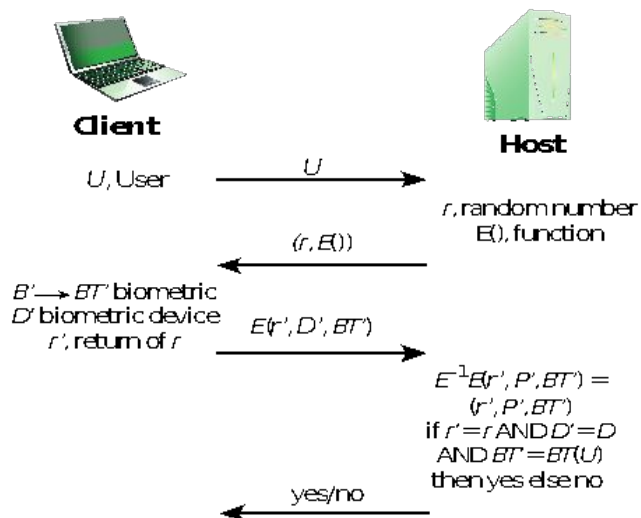 Client
Host
U, User
U
r, random number
E(), function
(r, E())
B' → BT' biometric
D' biometric device
r', return of r
E(r', D', BT')
E⁻¹E(r', P', BT') =
(r', P', BT')
if r' = r AND D' = D
AND BT' = BT(U)
then yes else no
yes/no